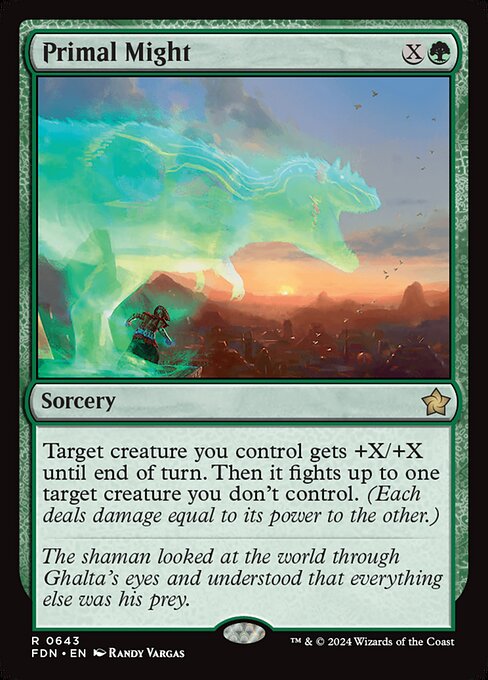 Primal Might X
Sorcery
Target creature you control gets +X/+X
until end of turn. Then it fights up to one
target creature you don't control. (Each
deals damage equal to its power to the other.)
The shaman looked at the world through
Ghalta's eyes and understood that everything
else was his prey.
R 0643
FDN • EN Randy Vargas
™ & © 2024 Wizards of the Coast